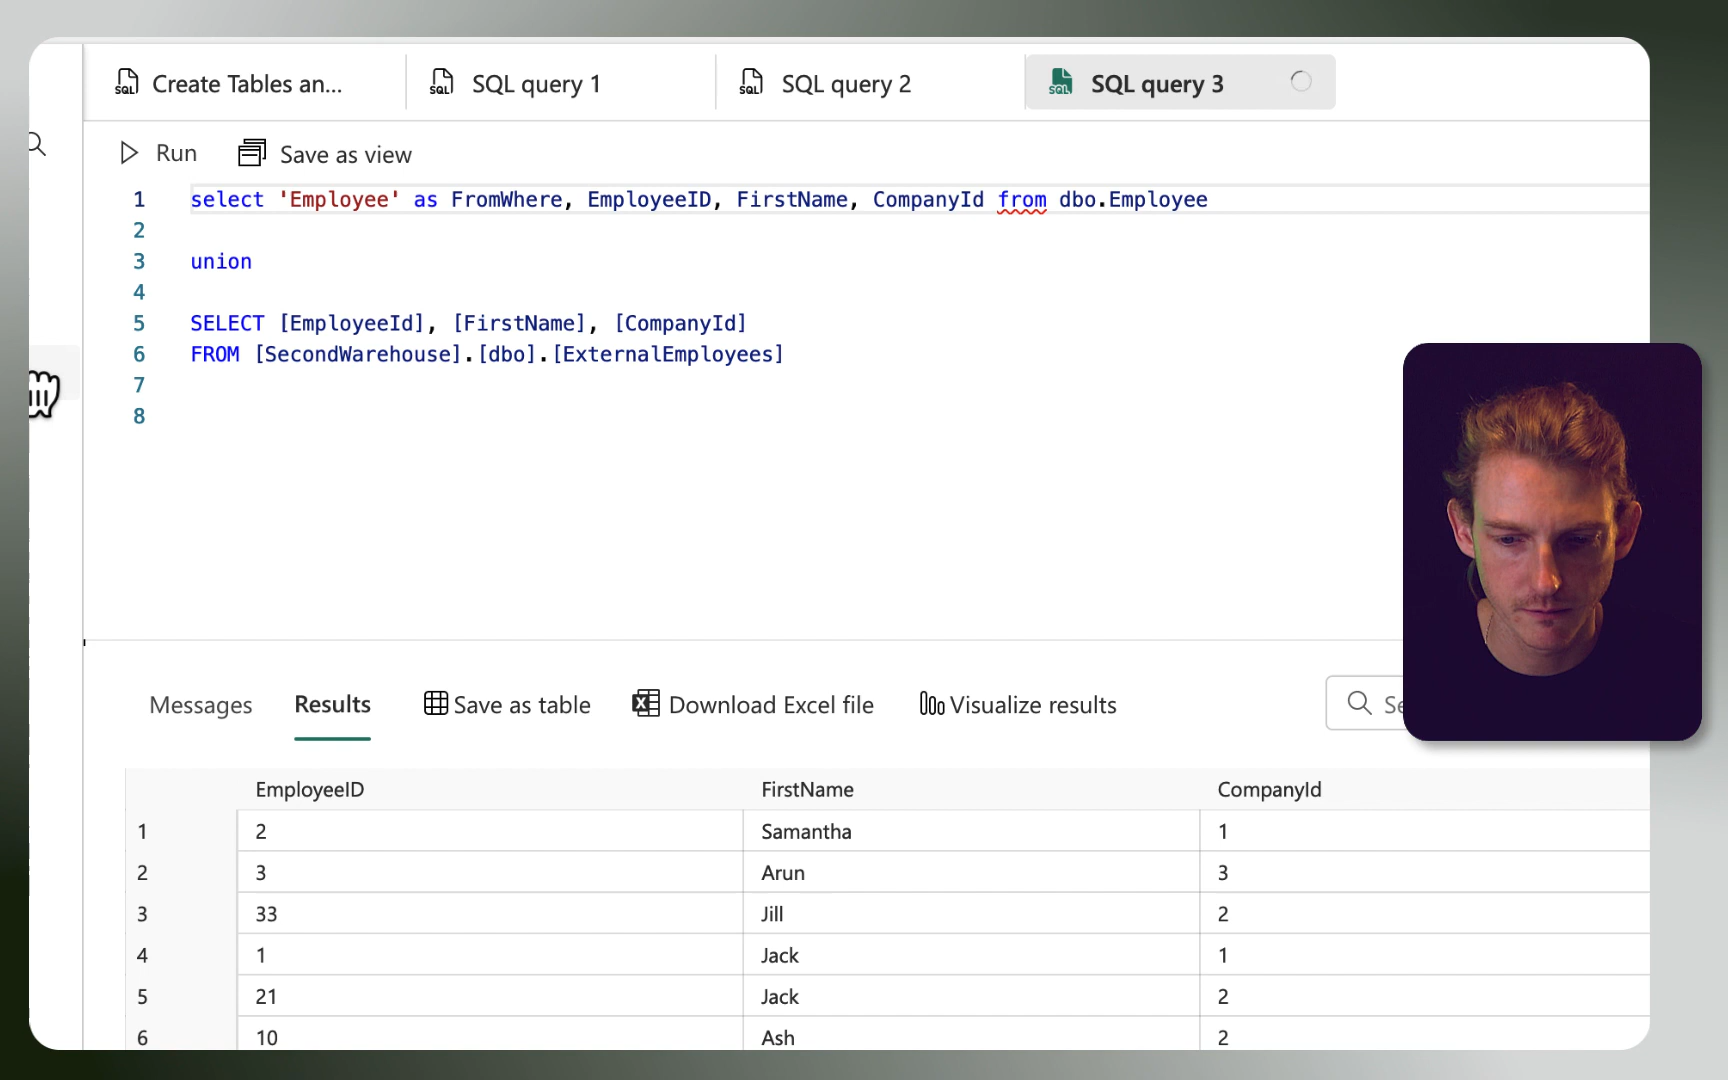 Create Tables an...
SQL query 1
SQL query 2
SQL query 3
Run
Save as view
1 select 'Employee' as FromWhere, EmployeeID, FirstName, CompanyId from dbo.Employee
2
3 union
4
5 SELECT [EmployeeId], [FirstName], [CompanyId]
6 FROM [SecondWarehouse].[dbo].[ExternalEmployees]
7
8
Messages
Results
Save as table
Download Excel file
Visualize results
EmployeeID FirstName CompanyId
1 2 Samantha 1
2 3 Arun 3
3 33 Jill 2
4 1 Jack 1
5 21 Jack 2
6 10 Ash 2